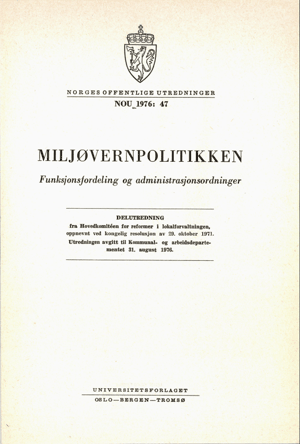 NORGES OFFENTLIGE UTREDNINGER
NOU 1976: 47
MILJØVERNPOLITIKKEN
Funksjonsfordeling og administrasjonsordninger
DELUTREDNING
fra Hovedkomitéen for reformer i lokalforvaltningen,
oppnevnt ved kongelig resolusjon av 29. oktober 1971.
Utredningen avgitt til Kommunal- og arbeidsdeparte-
mentet 31. august 1976.
UNIVERSITETSFORLAGET
OSLO—BERGEN—TROMSØ